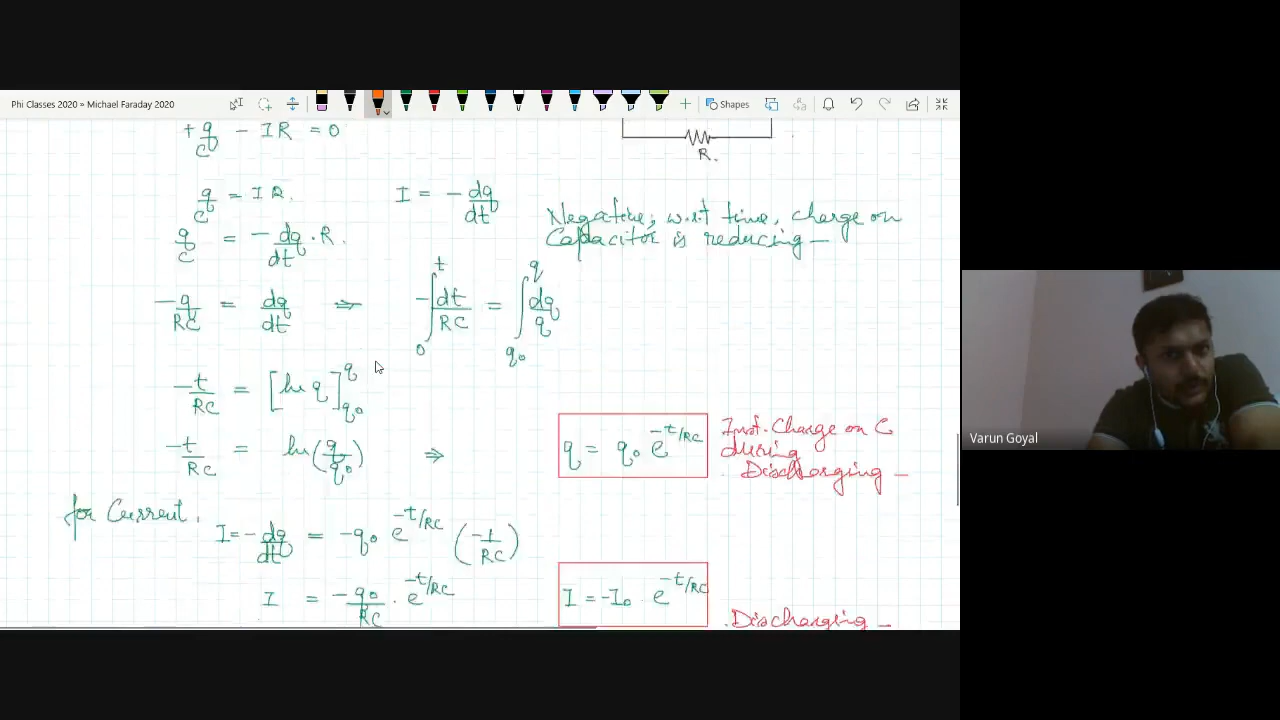 Phi Classes 2020 » Michael Faraday 2020
Shapes
+q/C - IR = 0
R.
q/C = IR.
I = - dq/dt
Negative; w.r.t time, charge on
Capacitor is reducing -
q/C = - dq/dt · R.
-q/RC = dq/dt ⇒ -∫₀ᵗ dt/RC = ∫_{q₀}^{q} dq/q
-t/RC = [ln q]_{q₀}^{q}
-t/RC = ln(q/q₀) ⇒
q = q₀ e^{-t/RC}
Inst. Charge on C
during
Discharging -
for Current.
I = - dq/dt = -q₀ e^{-t/RC} (-1/RC)
I = -q₀/RC · e^{-t/RC}
I = -I₀ · e^{-t/RC}
Discharging -
Varun Goyal